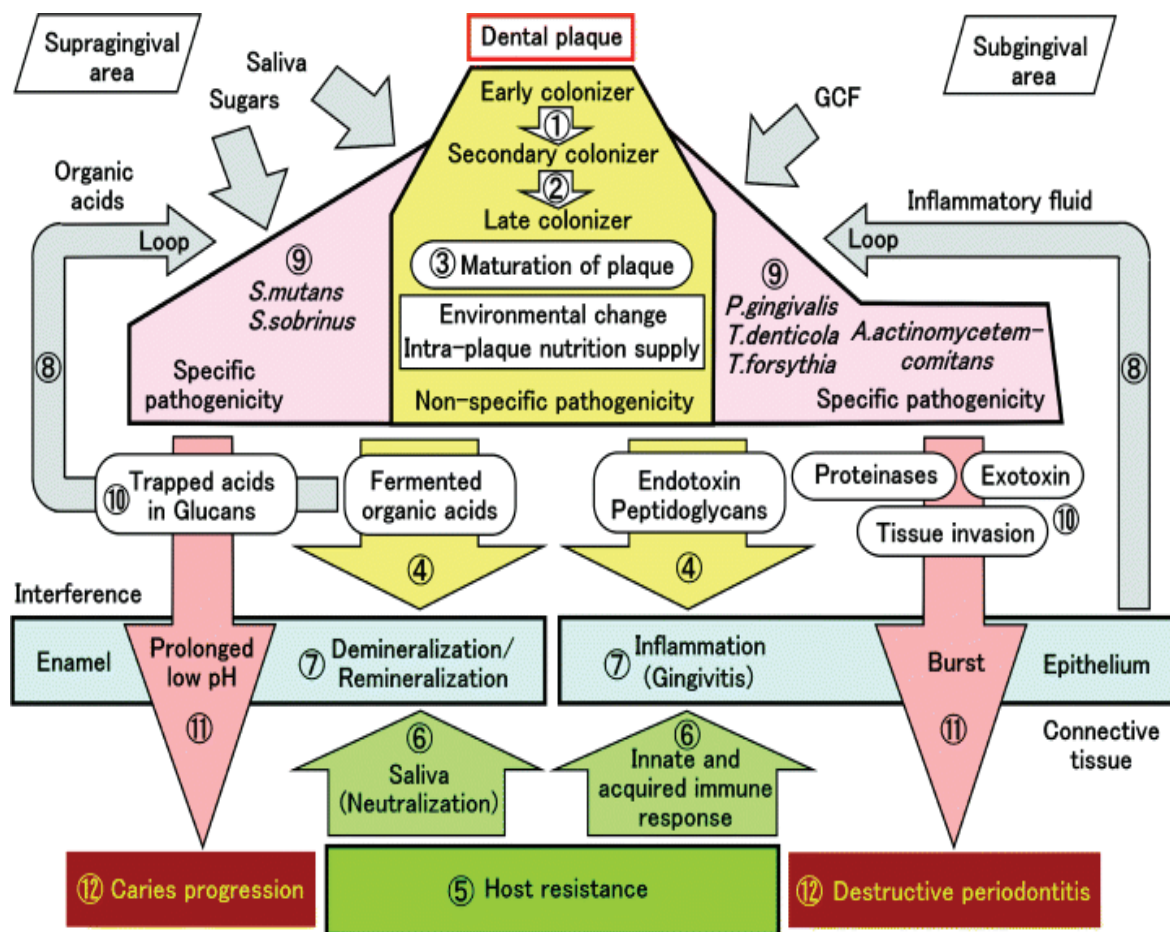 Supragingival
area
Dental plaque
Subgingival
area
Saliva
Sugars
GCF
Early colonizer
①
Secondary colonizer
②
Late colonizer
③ Maturation of plaque
Environmental change
Intra-plaque nutrition supply
Non-specific pathogenicity
Organic
acids
Loop
⑨
S.mutans
S.sobrinus
Specific
pathogenicity
⑧
Inflammatory fluid
Loop
⑨
P.gingivalis
T.denticola
T.forsythia
A.actinomycetem-
comitans
Specific pathogenicity
⑧
⑩ Trapped acids
in Glucans
Fermented
organic acids
④
Endotoxin
Peptidoglycans
④
Proteinases
Exotoxin
Tissue invasion ⑩
Interference
Enamel
Prolonged
low pH
⑪
⑦ Demineralization/
Remineralization
⑦ Inflammation
(Gingivitis)
Burst
⑪
Epithelium
Connective
tissue
⑥
Saliva
(Neutralization)
⑥
Innate and
acquired immune
response
⑫ Caries progression
⑤ Host resistance
⑫ Destructive periodontitis